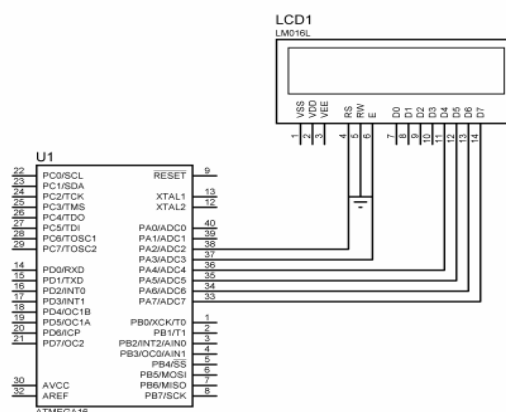 LCD1
LM016L
VSS VDD VEE RS RW E D0 D1 D2 D3 D4 D5 D6 D7
1 2 3 4 5 6 7 8 9 10 11 12 13 14
U1
22 PC0/SCL RESET 9
23 PC1/SDA
24 PC2/TCK XTAL1 13
25 PC3/TMS XTAL2 12
26 PC4/TDO
27 PC5/TDI PA0/ADC0 40
28 PC6/TOSC1 PA1/ADC1 39
29 PC7/TOSC2 PA2/ADC2 38
PA3/ADC3 37
14 PD0/RXD PA4/ADC4 36
15 PD1/TXD PA5/ADC5 35
16 PD2/INT0 PA6/ADC6 34
17 PD3/INT1 PA7/ADC7 33
18 PD4/OC1B
19 PD5/OC1A PB0/XCK/T0 1
20 PD6/ICP PB1/T1 2
21 PD7/OC2 PB2/INT2/AIN0 3
PB3/OC0/AIN1 4
PB4/SS 5
PB5/MOSI 6
30 AVCC PB6/MISO 7
32 AREF PB7/SCK 8
ATMEGA16